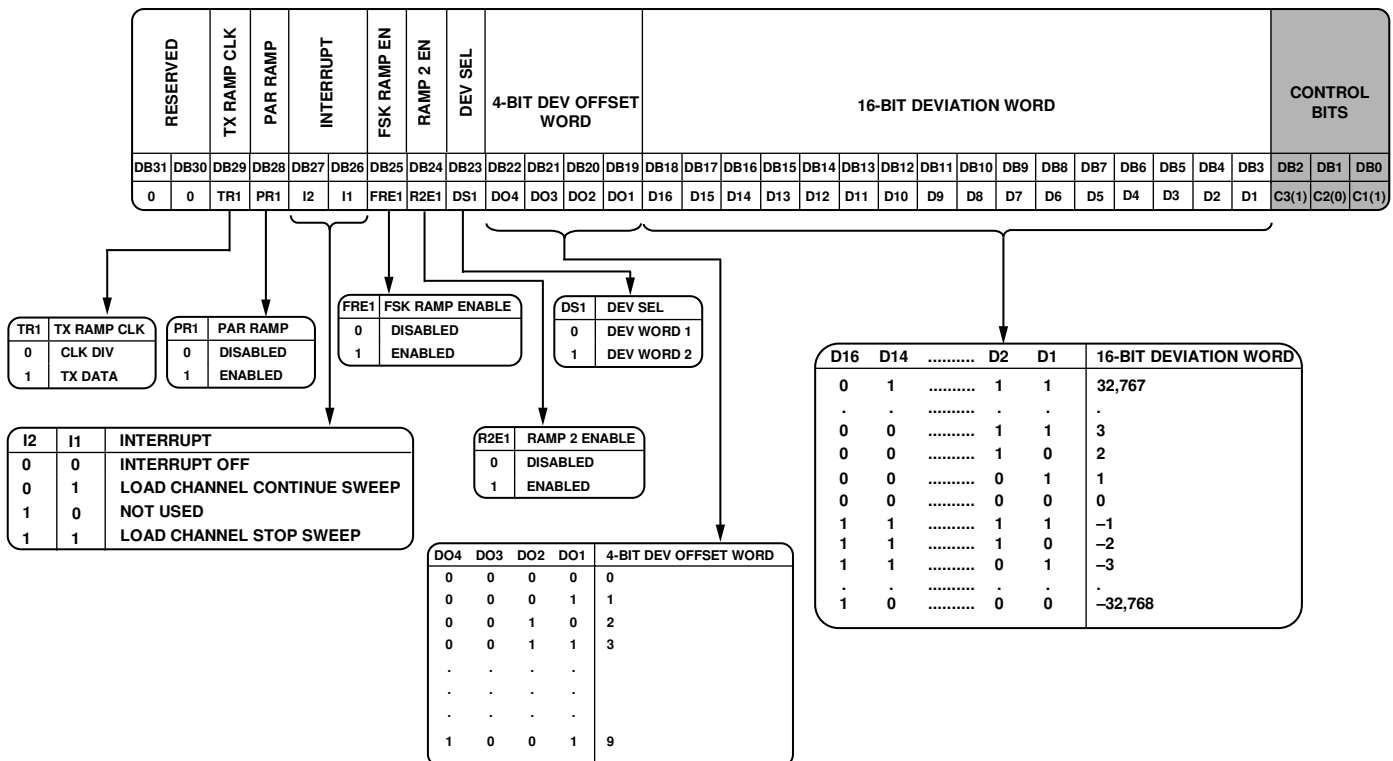 RESERVED
TX RAMP CLK
PAR RAMP
INTERRUPT
FSK RAMP EN
RAMP 2 EN
DEV SEL
4-BIT DEV OFFSET
WORD
16-BIT DEVIATION WORD
CONTROL
BITS
DB31 DB30 DB29 DB28 DB27 DB26 DB25 DB24 DB23 DB22 DB21 DB20 DB19 DB18 DB17 DB16 DB15 DB14 DB13 DB12 DB11 DB10 DB9 DB8 DB7 DB6 DB5 DB4 DB3 DB2 DB1 DB0
0 0 TR1 PR1 I2 I1 FRE1 R2E1 DS1 DO4 DO3 DO2 DO1 D16 D15 D14 D13 D12 D11 D10 D9 D8 D7 D6 D5 D4 D3 D2 D1 C3(1) C2(0) C1(1)
TR1 TX RAMP CLK
0 CLK DIV
1 TX DATA
PR1 PAR RAMP
0 DISABLED
1 ENABLED
FRE1 FSK RAMP ENABLE
0 DISABLED
1 ENABLED
DS1 DEV SEL
0 DEV WORD 1
1 DEV WORD 2
I2 I1 INTERRUPT
0 0 INTERRUPT OFF
0 1 LOAD CHANNEL CONTINUE SWEEP
1 0 NOT USED
1 1 LOAD CHANNEL STOP SWEEP
R2E1 RAMP 2 ENABLE
0 DISABLED
1 ENABLED
D16 D14 .......... D2 D1 16-BIT DEVIATION WORD
0 1 .......... 1 1 32,767
. . .......... . . .
0 0 .......... 1 1 3
0 0 .......... 1 0 2
0 0 .......... 0 1 1
0 0 .......... 0 0 0
1 1 .......... 1 1 –1
1 1 .......... 1 0 –2
1 1 .......... 0 1 –3
. . .......... . . .
1 0 .......... 0 0 –32,768
DO4 DO3 DO2 DO1 4-BIT DEV OFFSET WORD
0 0 0 0 0
0 0 0 1 1
0 0 1 0 2
0 0 1 1 3
. . . .
. . . .
. . . .
1 0 0 1 9